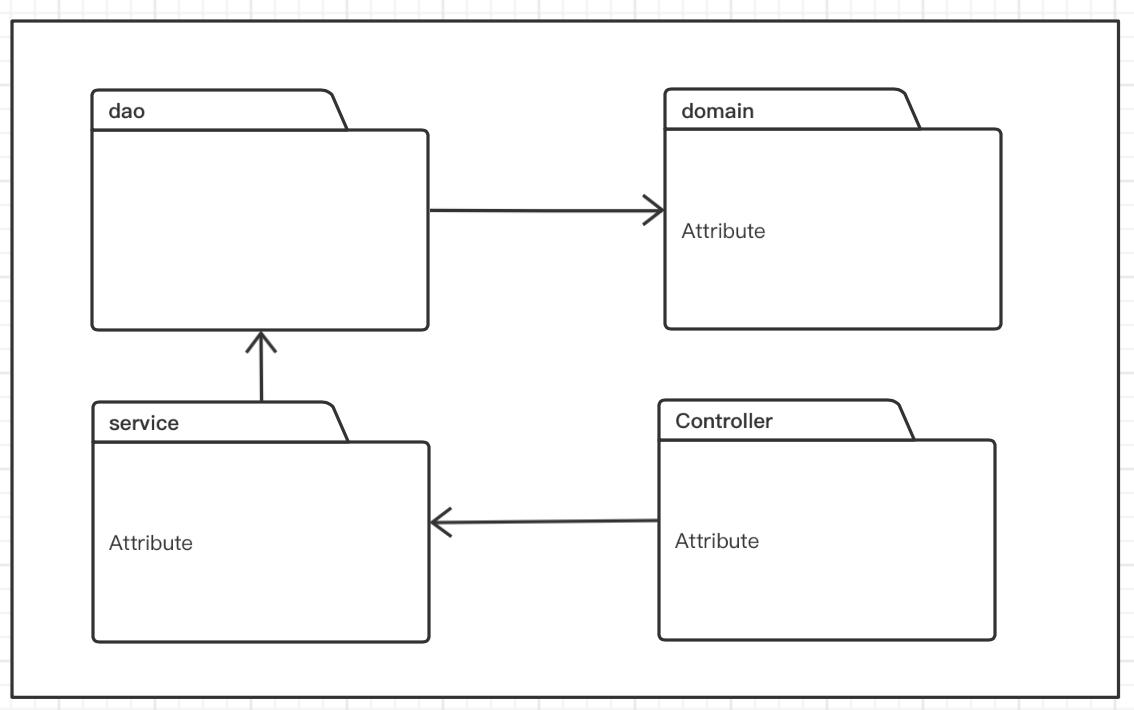 dao
domain
Attribute
service
Attribute
Controller
Attribute